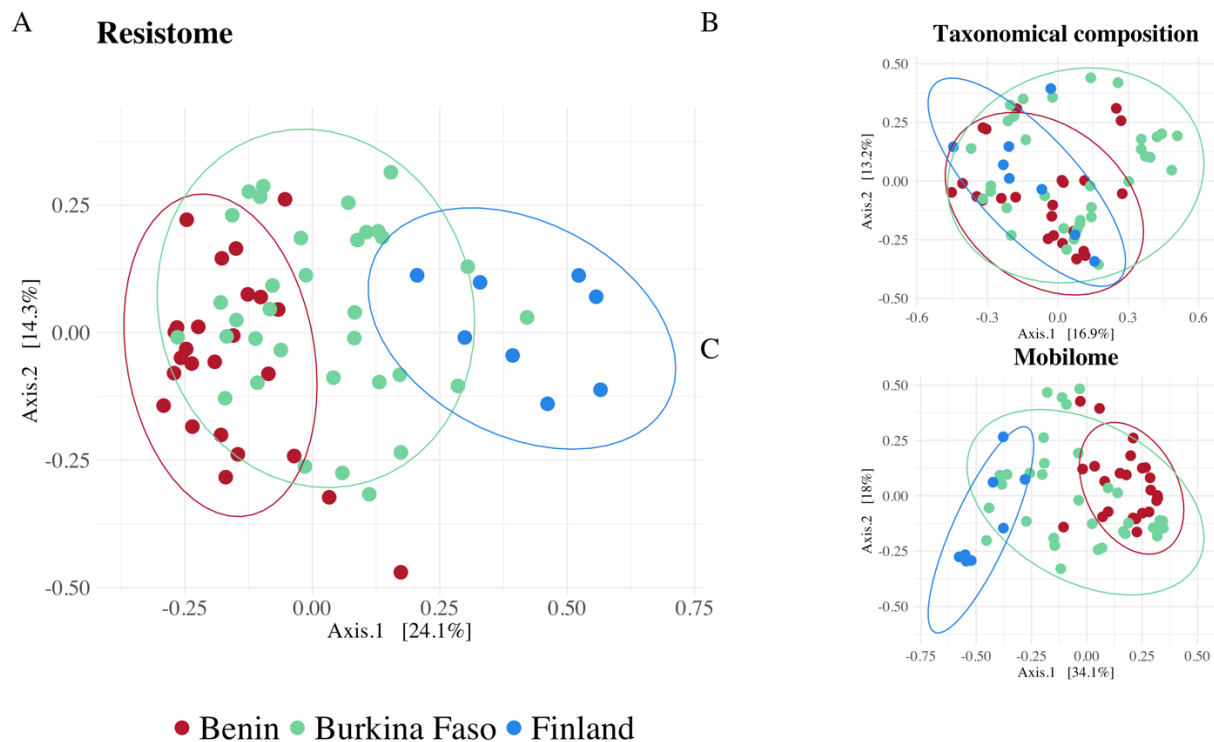 A
Resistome
0.25
0.00
-0.25
-0.50
Axis.2 [14.3%]
-0.25
0.00
0.25
0.50
0.75
Axis.1 [24.1%]
B
Taxonomical composition
0.50
0.25
0.00
-0.25
-0.50
Axis.2 [13.2%]
-0.6
-0.3
0.0
0.3
0.6
Axis.1 [16.9%]
C
Mobilome
0.50
0.25
0.00
-0.25
-0.50
Axis.2 [18%]
-0.75
-0.50
-0.25
0.00
0.25
0.50
Axis.1 [34.1%]
Benin
Burkina Faso
Finland